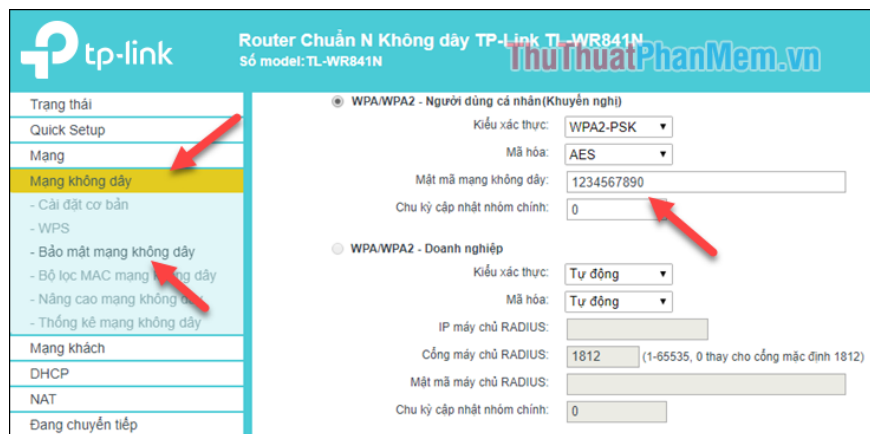 tp-link
Router Chuẩn N Không dây TP-Link TL-WR841N
Số model:TL-WR841N
ThuThuatPhanMem.vn
Trạng thái
Quick Setup
Mạng
Mạng không dây
- Cài đặt cơ bản
- WPS
- Bảo mật mạng không dây
- Bộ lọc MAC mạng không dây
- Nâng cao mạng không dây
- Thống kê mạng không dây
Mạng khách
DHCP
NAT
Đang chuyển tiếp
WPA/WPA2 - Người dùng cá nhân(Khuyến nghị)
Kiểu xác thực: WPA2-PSK
Mã hóa: AES
Mật mã mạng không dây: 1234567890
Chu kỳ cập nhật nhóm chính: 0
WPA/WPA2 - Doanh nghiệp
Kiểu xác thực: Tự động
Mã hóa: Tự động
IP máy chủ RADIUS:
Cổng máy chủ RADIUS: 1812 (1-65535, 0 thay cho cổng mặc định 1812)
Mật mã máy chủ RADIUS:
Chu kỳ cập nhật nhóm chính: 0